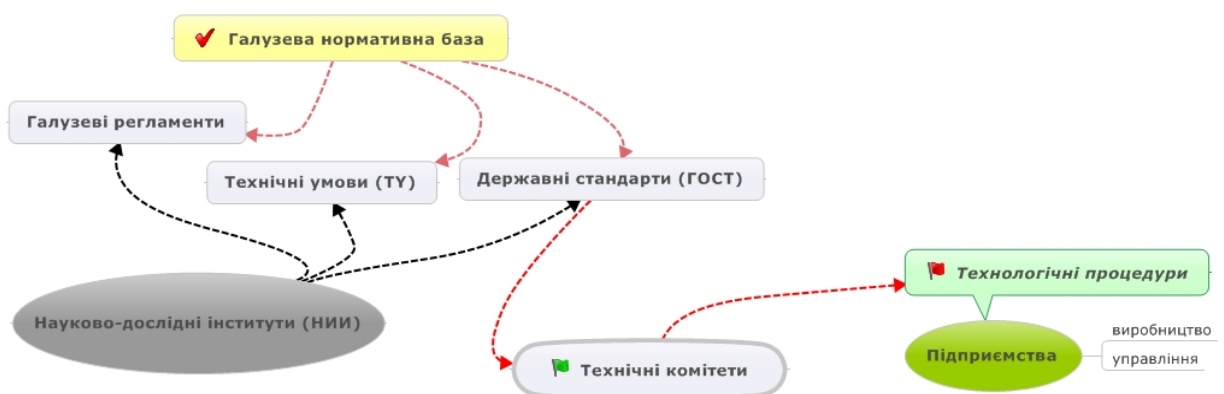 Галузева нормативна база
Галузеві регламенти
Технічні умови (ТУ)
Державні стандарти (ГОСТ)
Технологічні процедури
Науково-дослідні інститути (НИИ)
виробництво
Підприємства
управління
Технічні комітети